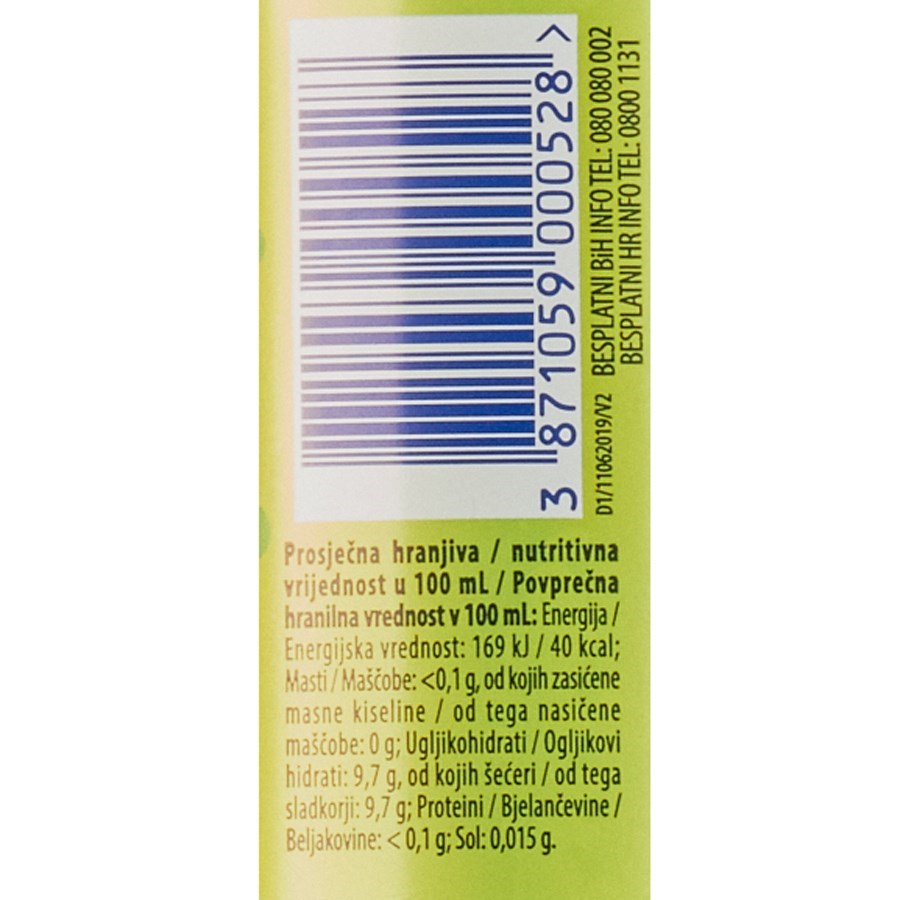 3 871059 000528 >
D1/11062019/V2 BESPLATNI BiH INFO TEL: 080 080 002
BESPLATNI HR INFO TEL: 0800 1131
Prosječna hranjiva / nutritivna
vrijednost u 100 mL / Povprečna
hranilna vrednost v 100 mL: Energija /
Energijska vrednost: 169 kJ / 40 kcal;
Masti / Maščobe: <0,1 g, od kojih zasićene
masne kiseline / od tega nasičene
maščobe: 0 g; Ugljikohidrati / Ogljikovi
hidrati: 9,7 g, od kojih šećeri / od tega
sladkorji: 9,7 g; Proteini / Bjelančevine /
Beljakovine: < 0,1 g; Sol: 0,015 g.